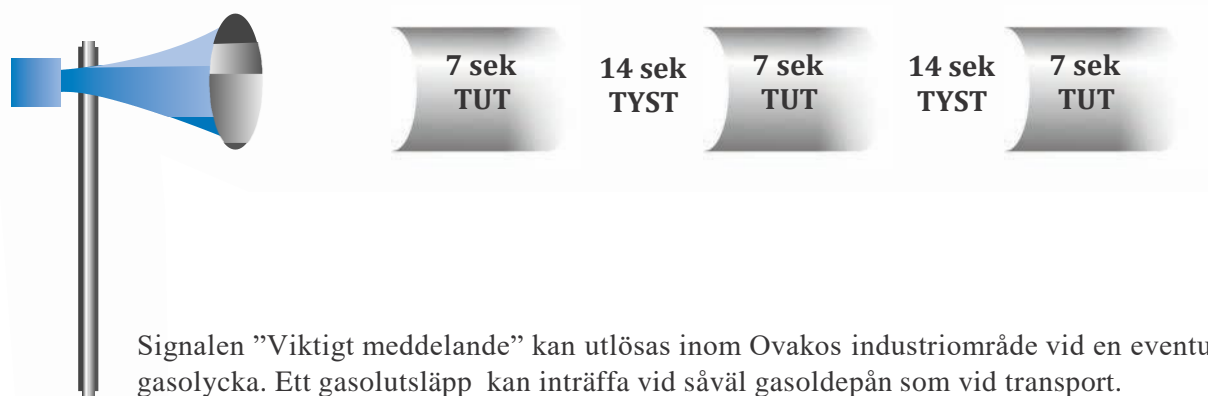 7 sek
TUT
14 sek
TYST
7 sek
TUT
14 sek
TYST
7 sek
TUT
Signalen ”Viktigt meddelande” kan utlösas inom Ovakos industriområde vid en eventu
gasolycka. Ett gasolutsläpp kan inträffa vid såväl gasoldepån som vid transport.